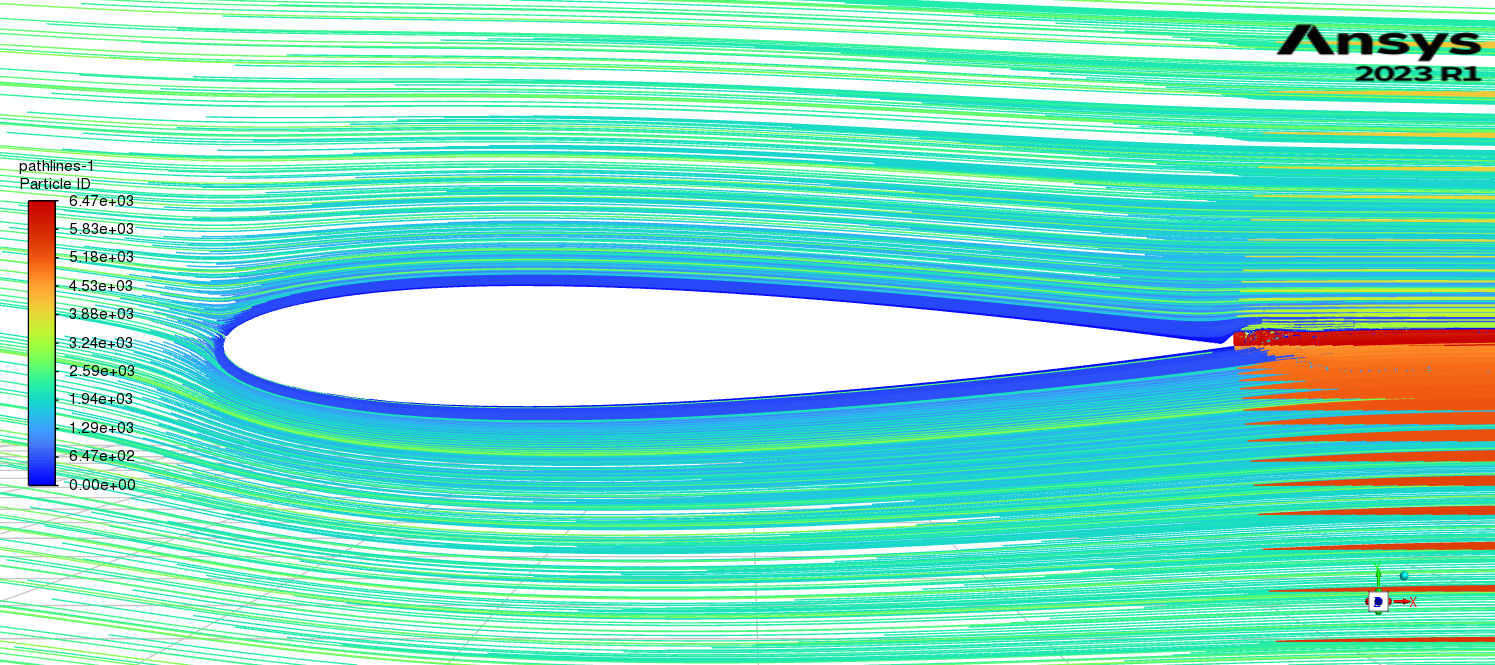 Ansys
2023 R1
pathlines-1
Particle ID
6.47e+03
5.83e+03
5.18e+03
4.53e+03
3.88e+03
3.24e+03
2.59e+03
1.94e+03
1.29e+03
6.47e+02
0.00e+00
Y
Z
X